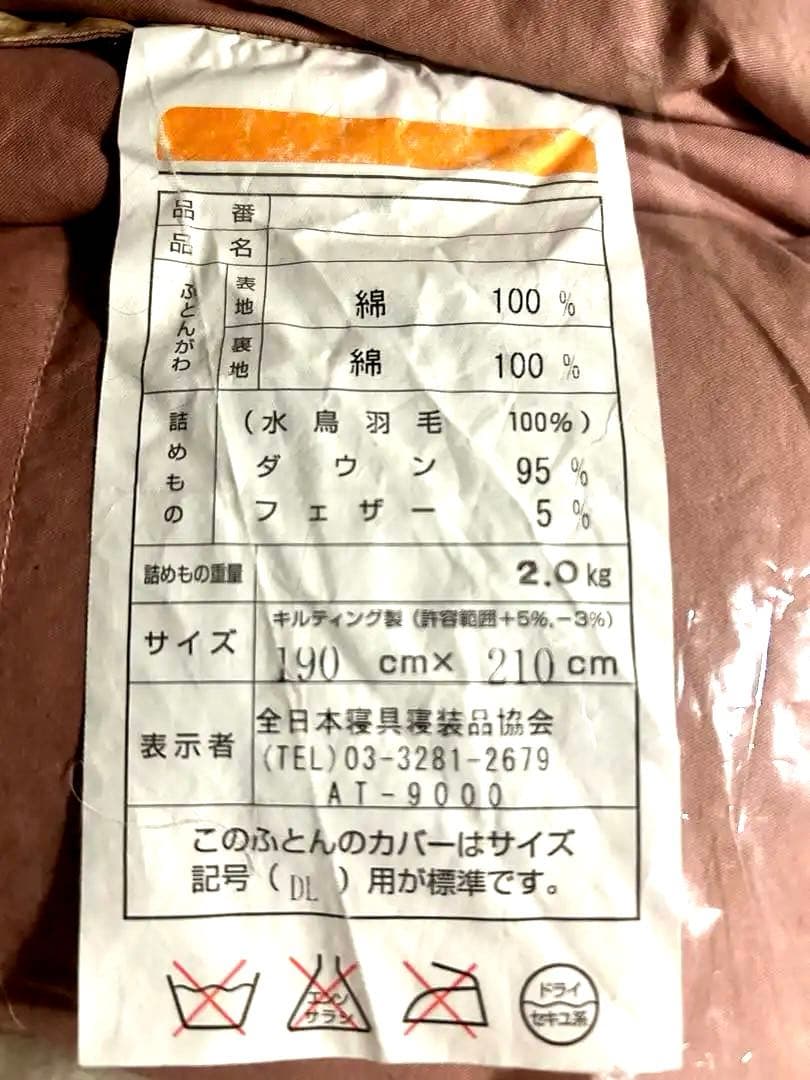 品番
品名
ふとんがわ 表地 綿 100 %
裏地 綿 100 %
詰めもの (水鳥羽毛 100%)
ダウン 95 %
フェザー 5 %
詰めもの重量 2.0kg
サイズ キルティング製(許容範囲+5%,-3%)
190 cm× 210 cm
表示者 全日本寝具寝装品協会
(TEL)03-3281-2679
AT-9000
このふとんのカバーはサイズ
記号(DL)用が標準です。
エンソ
サラシ
ドライ
セキユ系